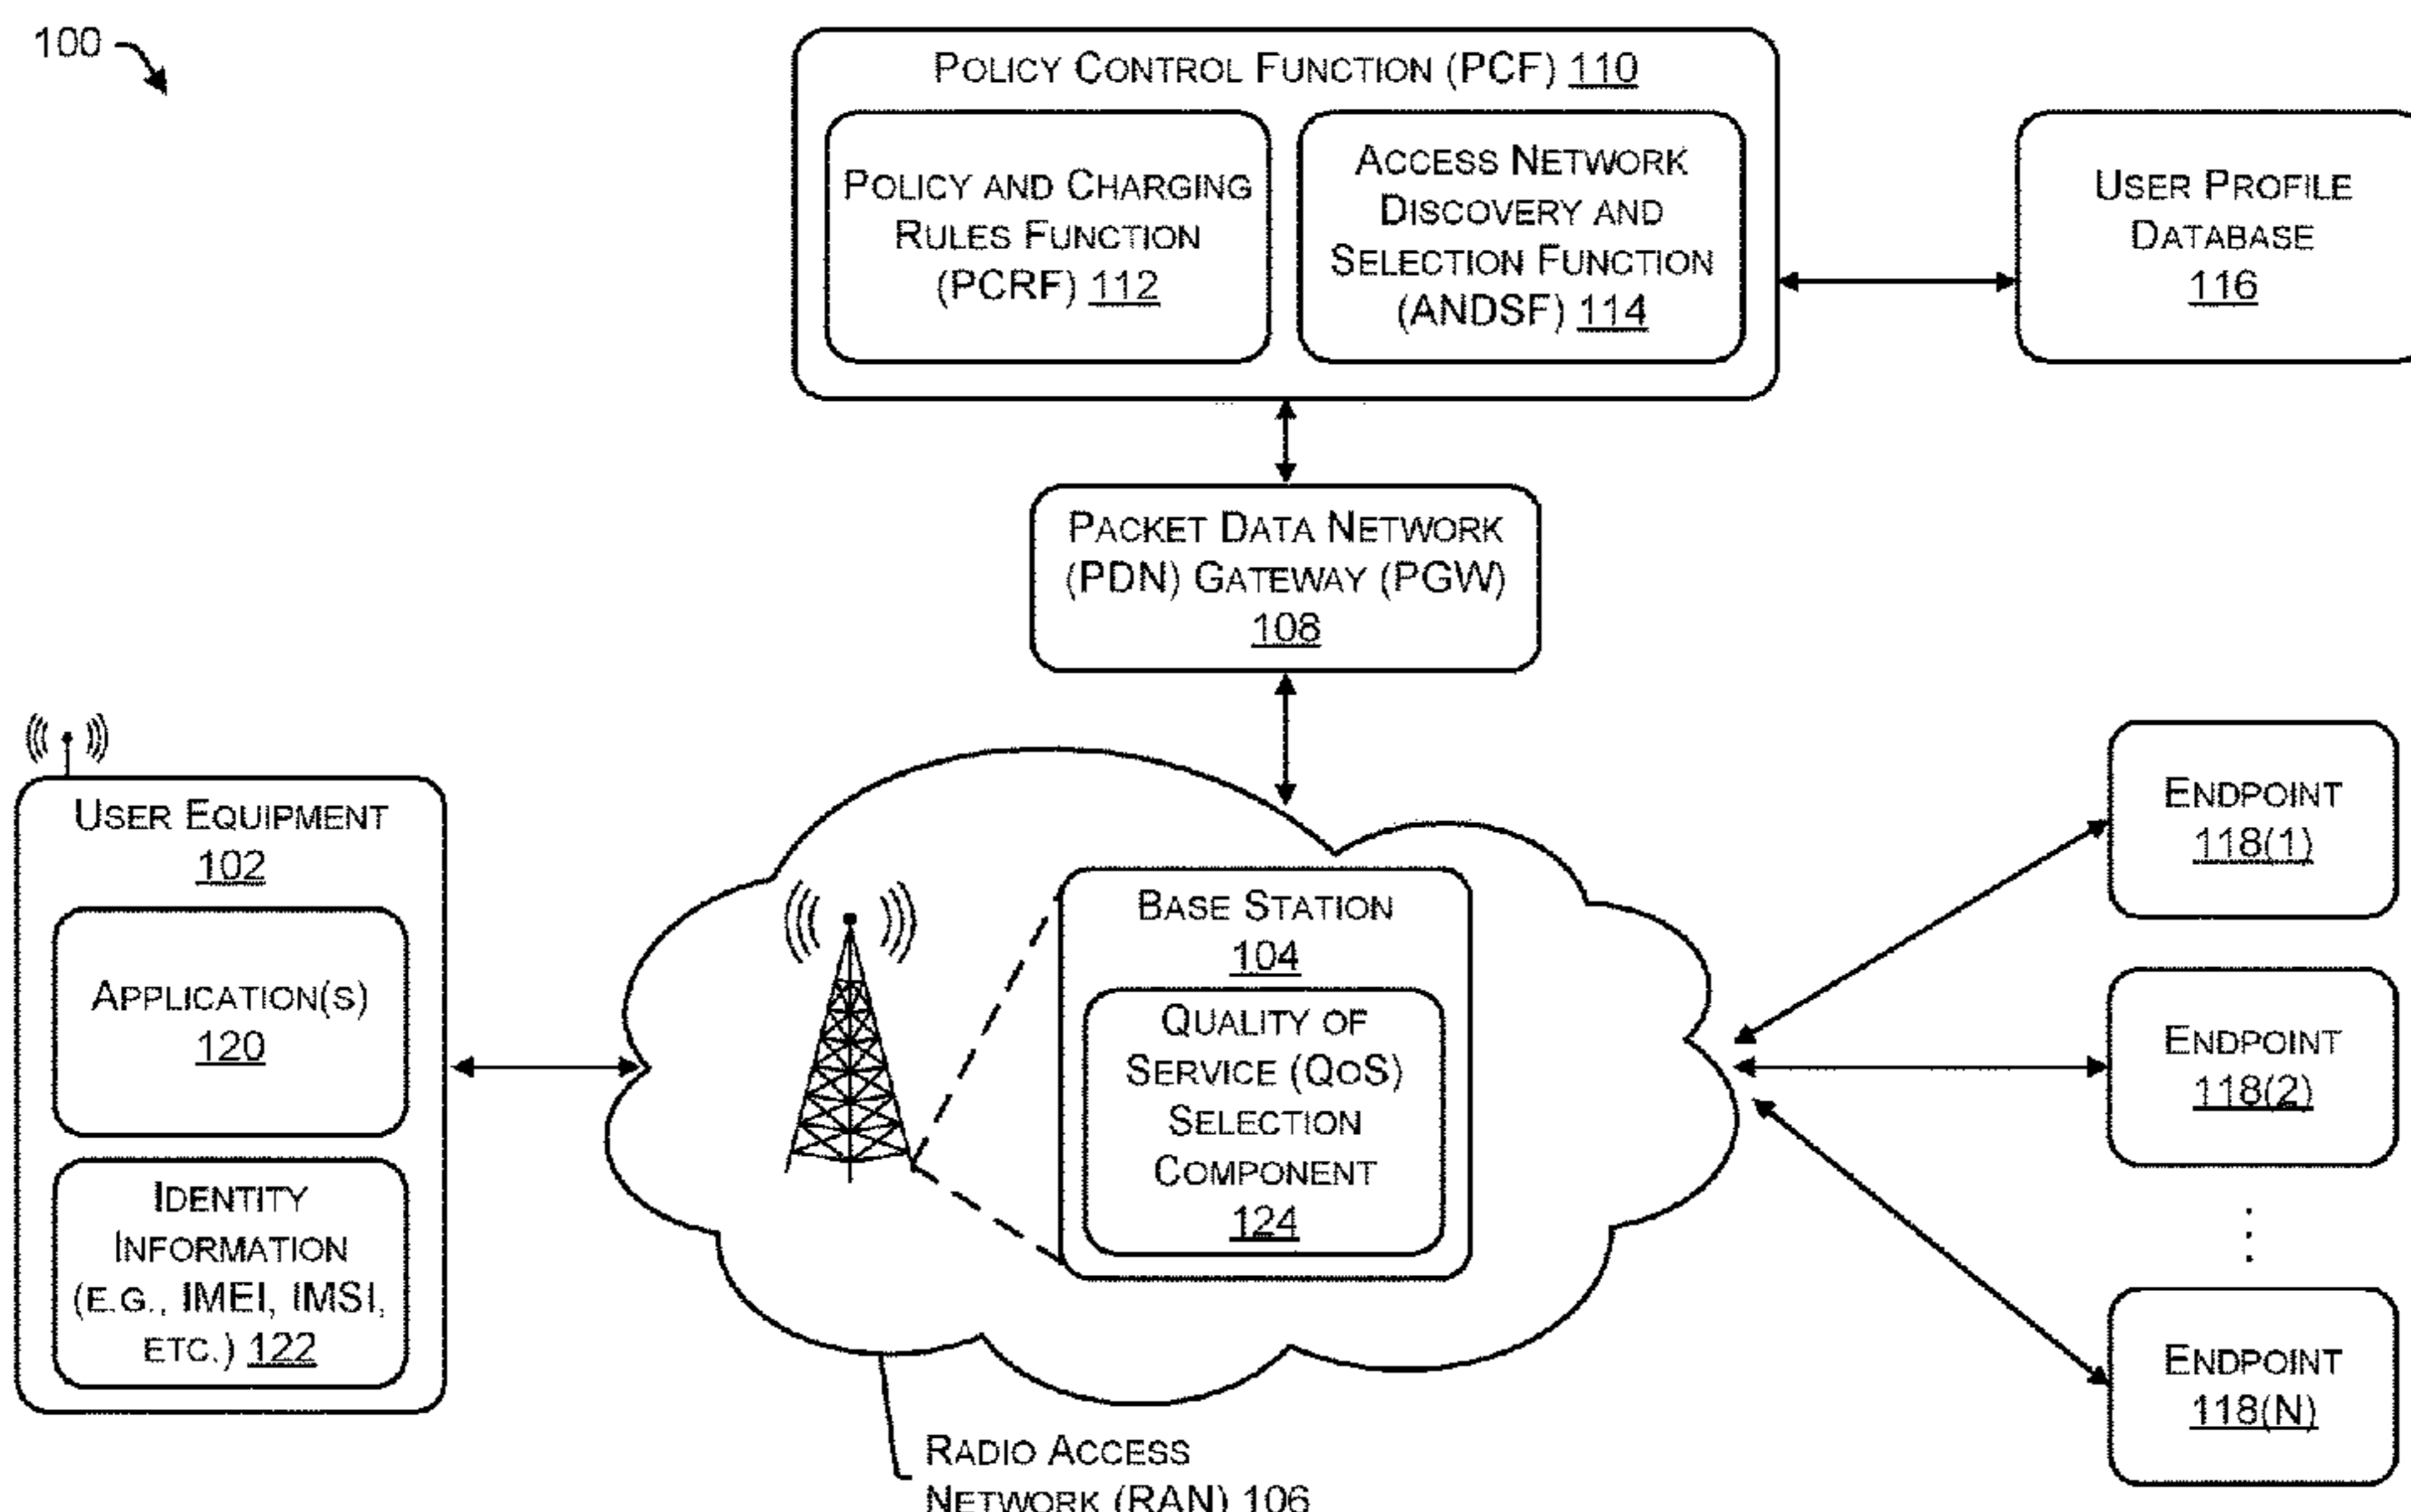 100
POLICY CONTROL FUNCTION (PCF) 110
POLICY AND CHARGING
RULES FUNCTION
(PCRF) 112
ACCESS NETWORK
DISCOVERY AND
SELECTION FUNCTION
(ANDSF) 114
USER PROFILE
DATABASE
116
PACKET DATA NETWORK
(PDN) GATEWAY (PGW)
108
USER EQUIPMENT
102
APPLICATION(S)
120
IDENTITY
INFORMATION
(E.G., IMEI, IMSI,
ETC.) 122
BASE STATION
104
QUALITY OF
SERVICE (QOS)
SELECTION
COMPONENT
124
RADIO ACCESS
NETWORK (RAN) 106
ENDPOINT
118(1)
ENDPOINT
118(2)
ENDPOINT
118(N)